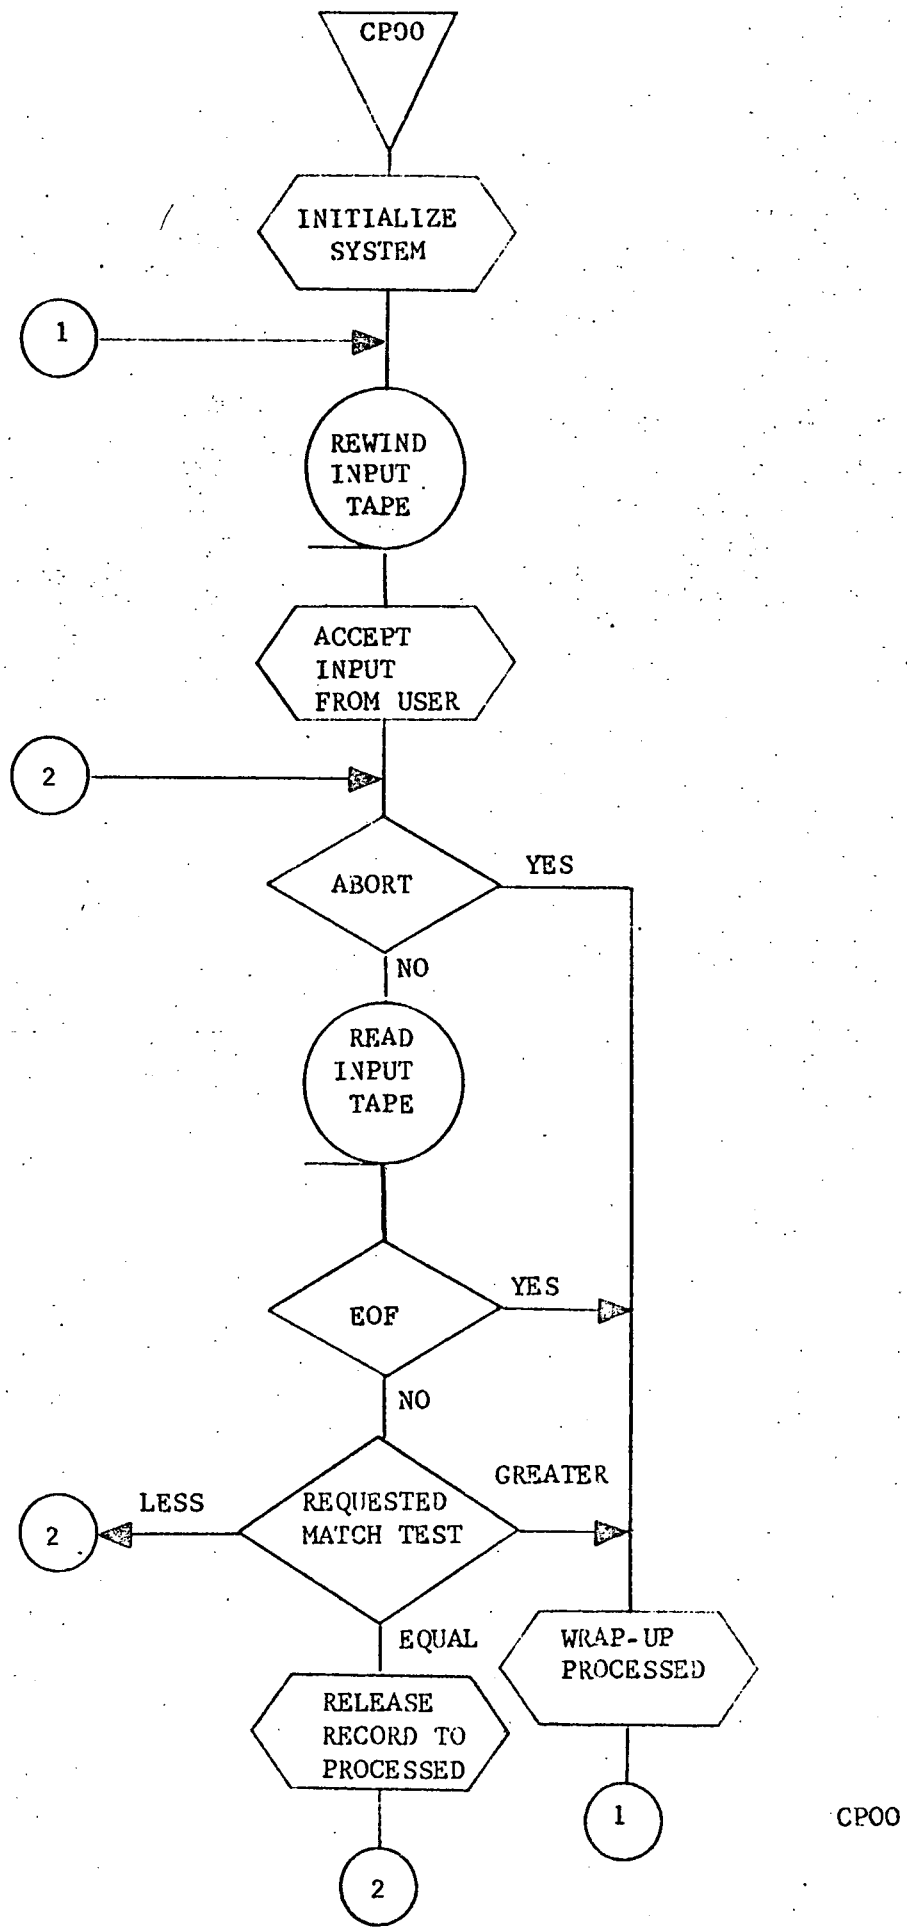 CP00
INITIALIZE
SYSTEM
1
REWIND
INPUT
TAPE
ACCEPT
INPUT
FROM USER
2
ABORT
YES
NO
READ
INPUT
TAPE
EOF
YES
NO
REQUESTED
MATCH TEST
LESS
2
GREATER
EQUAL
WRAP-UP
PROCESSED
RELEASE
RECORD TO
PROCESSED
1
CP00
2